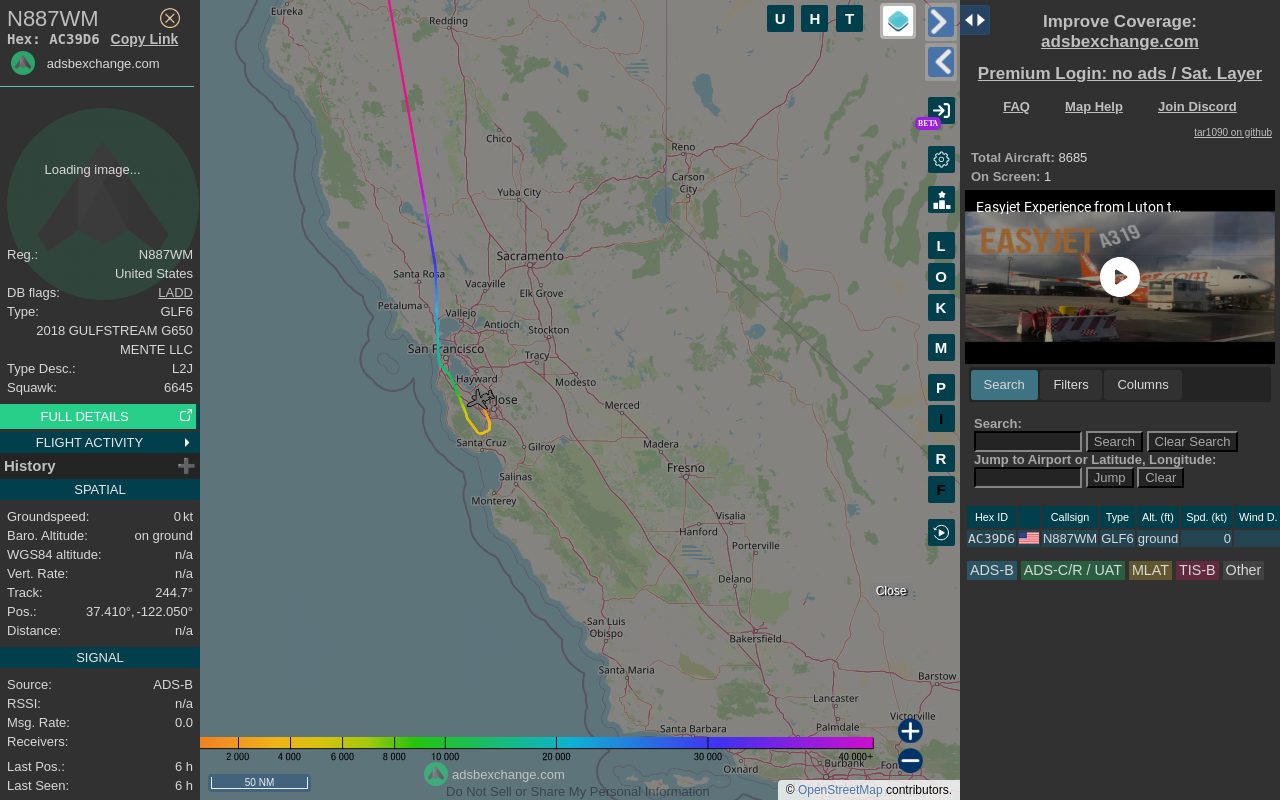 N887WM
Hex: AC39D6 Copy Link
adsbexchange.com
Loading image...
Reg.: N887WM
United States
DB flags: LADD
Type: GLF6
2018 GULFSTREAM G650
MENTE LLC
Type Desc.: L2J
Squawk: 6645
FULL DETAILS
FLIGHT ACTIVITY
History
SPATIAL
Groundspeed: 0 kt
Baro. Altitude: on ground
WGS84 altitude: n/a
Vert. Rate: n/a
Track: 244.7°
Pos.: 37.410°, -122.050°
Distance: n/a
SIGNAL
Source: ADS-B
RSSI: n/a
Msg. Rate: 0.0
Receivers:
Last Pos.: 6 h
Last Seen: 6 h
Eureka
Redding
Chico
Reno
Carson
City
Yuba City
Sacramento
Santa Rosa
Vacaville
Elk Grove
Petaluma
Vallejo
Antioch
Stockton
San Francisco
Tracy
Hayward
Modesto
Jose
Merced
Santa Cruz
Gilroy
Madera
Salinas
Fresno
Monterey
Visalia
Hanford
Porterville
Delano
San Luis
Obispo
Bakersfield
Santa Maria
Barstow
Lancaster
Victorville
Palmdale
Santa Barbara
Oxnard
Burbank
U H T
BETA
L
O
K
M
P
I
R
F
Close
2 000 4 000 6 000 8 000 10 000 20 000 30 000 40 000+
50 NM
adsbexchange.com
Do Not Sell or Share My Personal Information
© OpenStreetMap contributors.
Improve Coverage:
adsbexchange.com
Premium Login: no ads / Sat. Layer
FAQ Map Help Join Discord
tar1090 on github
Total Aircraft: 8685
On Screen: 1
Easyjet Experience from Luton t...
EASYJET A319
Search Filters Columns
Search:
Search Clear Search
Jump to Airport or Latitude, Longitude:
Jump Clear
Hex ID Callsign Type Alt. (ft) Spd. (kt) Wind D.
AC39D6 N887WM GLF6 ground 0
ADS-B ADS-C/R / UAT MLAT TIS-B Other